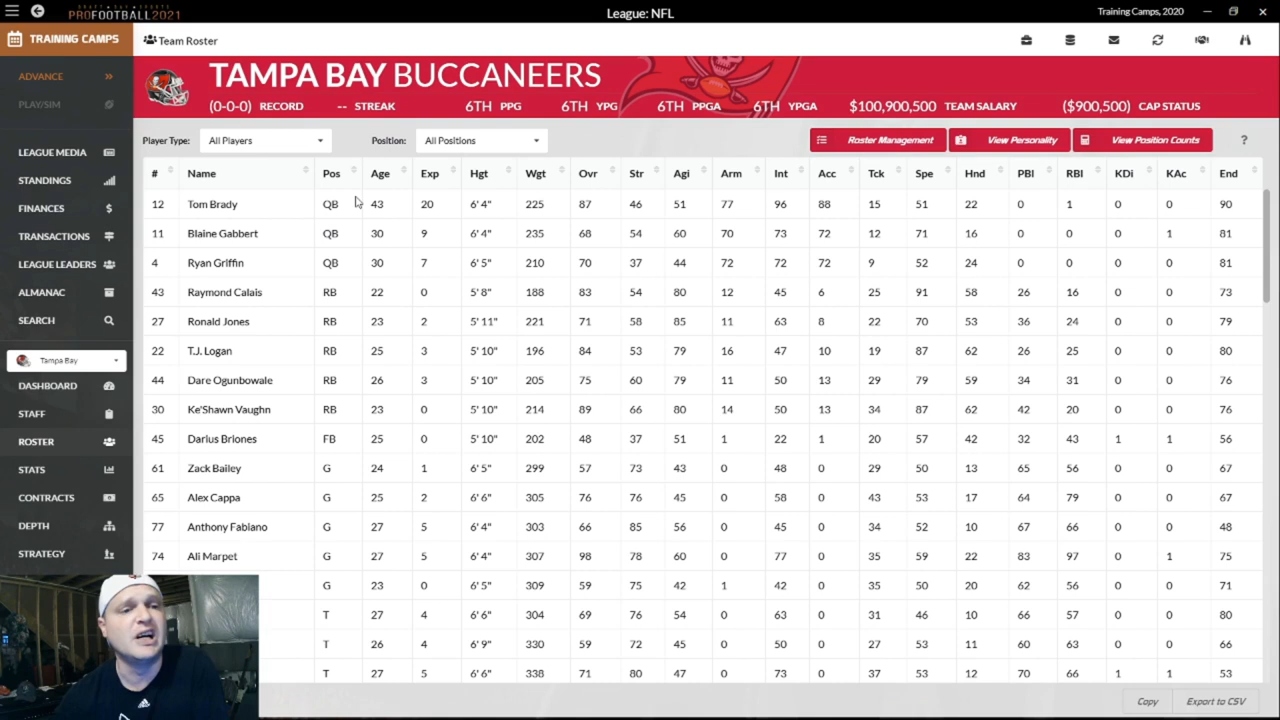 DRAFT DAY SPORTS
PROFOOTBALL2021
League: NFL
Training Camps, 2020
TRAINING CAMPS
Team Roster
ADVANCE
PLAY/SIM
LEAGUE MEDIA
STANDINGS
FINANCES
TRANSACTIONS
LEAGUE LEADERS
ALMANAC
SEARCH
Tampa Bay
DASHBOARD
STAFF
ROSTER
STATS
CONTRACTS
DEPTH
STRATEGY
TAMPA BAY BUCCANEERS
(0-0-0) RECORD -- STREAK 6TH PPG 6TH YPG 6TH PPGA 6TH YPGA $100,900,500 TEAM SALARY ($900,500) CAP STATUS
Player Type: All Players Position: All Positions Roster Management View Personality View Position Counts ?
# Name Pos Age Exp Hgt Wgt Ovr Str Agi Arm Int Acc Tck Spe Hnd PBl RBl KDi KAc End
12 Tom Brady QB 43 20 6' 4" 225 87 46 51 77 96 88 15 51 22 0 1 0 0 90
11 Blaine Gabbert QB 30 9 6' 4" 235 68 54 60 70 73 72 12 71 16 0 0 0 1 81
4 Ryan Griffin QB 30 7 6' 5" 210 70 37 44 72 72 72 9 52 24 0 0 0 0 81
43 Raymond Calais RB 22 0 5' 8" 188 83 54 80 12 45 6 25 91 58 26 16 0 0 73
27 Ronald Jones RB 23 2 5' 11" 221 71 58 85 11 63 8 22 70 53 36 24 0 0 79
22 T.J. Logan RB 25 3 5' 10" 196 84 53 79 16 47 10 19 87 62 26 25 0 0 80
44 Dare Ogunbowale RB 26 3 5' 10" 205 75 60 79 11 50 13 29 79 59 34 31 0 0 76
30 Ke'Shawn Vaughn RB 23 0 5' 10" 214 89 66 80 14 50 13 34 87 62 42 20 0 0 76
45 Darius Briones FB 25 0 5' 10" 202 48 37 51 1 22 1 20 57 42 32 43 1 1 56
61 Zack Bailey G 24 1 6' 5" 299 57 73 43 0 48 0 29 50 13 65 56 0 0 67
65 Alex Cappa G 25 2 6' 6" 305 76 76 45 0 58 0 43 53 17 64 79 0 0 67
77 Anthony Fabiano G 27 5 6' 4" 303 66 85 56 0 45 0 34 52 10 67 66 0 0 48
74 Ali Marpet G 27 5 6' 4" 307 98 78 60 0 77 0 35 59 22 83 97 0 1 75
G 23 0 6' 5" 309 59 75 42 1 42 0 35 50 20 62 56 0 0 71
T 27 4 6' 6" 304 69 76 54 0 63 0 31 46 10 66 57 0 0 80
T 26 4 6' 9" 330 59 72 45 0 50 0 27 53 11 60 63 0 0 66
T 27 5 6' 6" 338 71 80 47 0 73 0 37 53 12 70 66 1 1 53
Copy Export to CSV